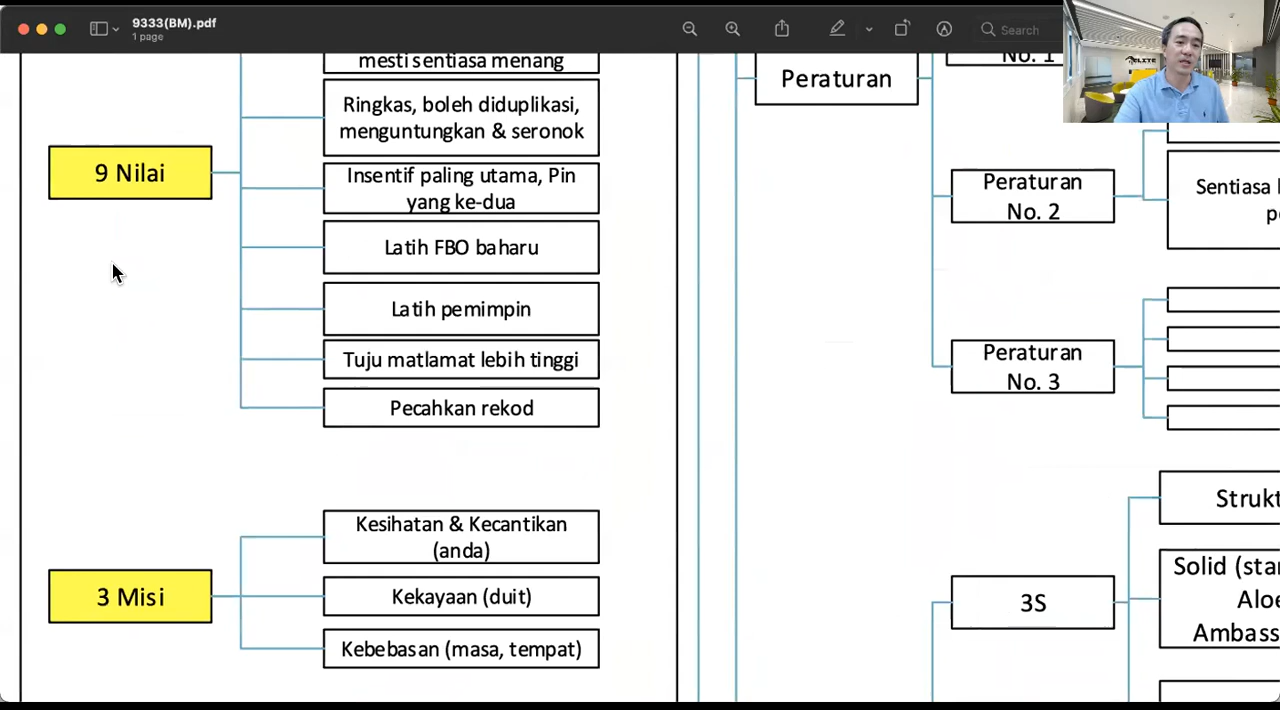 9333(BM).pdf
1 page
Search
ELITE
mesti sentiasa menang
Ringkas, boleh diduplikasi,
menguntungkan & seronok
9 Nilai
Insentif paling utama, Pin
yang ke-dua
Latih FBO baharu
Latih pemimpin
Tuju matlamat lebih tinggi
Pecahkan rekod
3 Misi
Kesihatan & Kecantikan
(anda)
Kekayaan (duit)
Kebebasan (masa, tempat)
Peraturan
No. 1
Peraturan
No. 2
Sentiasa
Peraturan
No. 3
3S
Solid